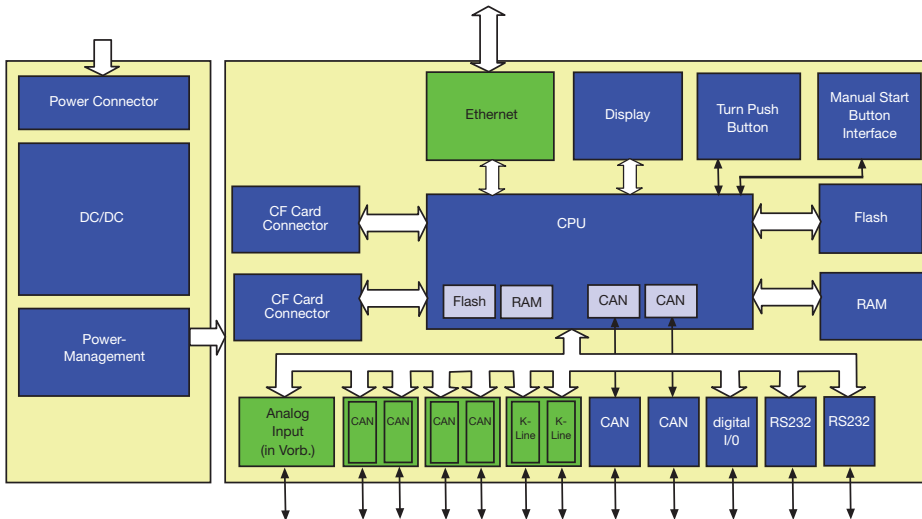 Power Connector
DC/DC
Power-
Management
Ethernet
Display
Turn Push
Button
Manual Start
Button
Interface
CF Card
Connector
CPU
Flash
CF Card
Connector
Flash
RAM
CAN
CAN
RAM
Analog
Input
(in Vorb.)
CAN
CAN
CAN
CAN
K-
Line
K-
Line
CAN
CAN
digital
I/0
RS232
RS232